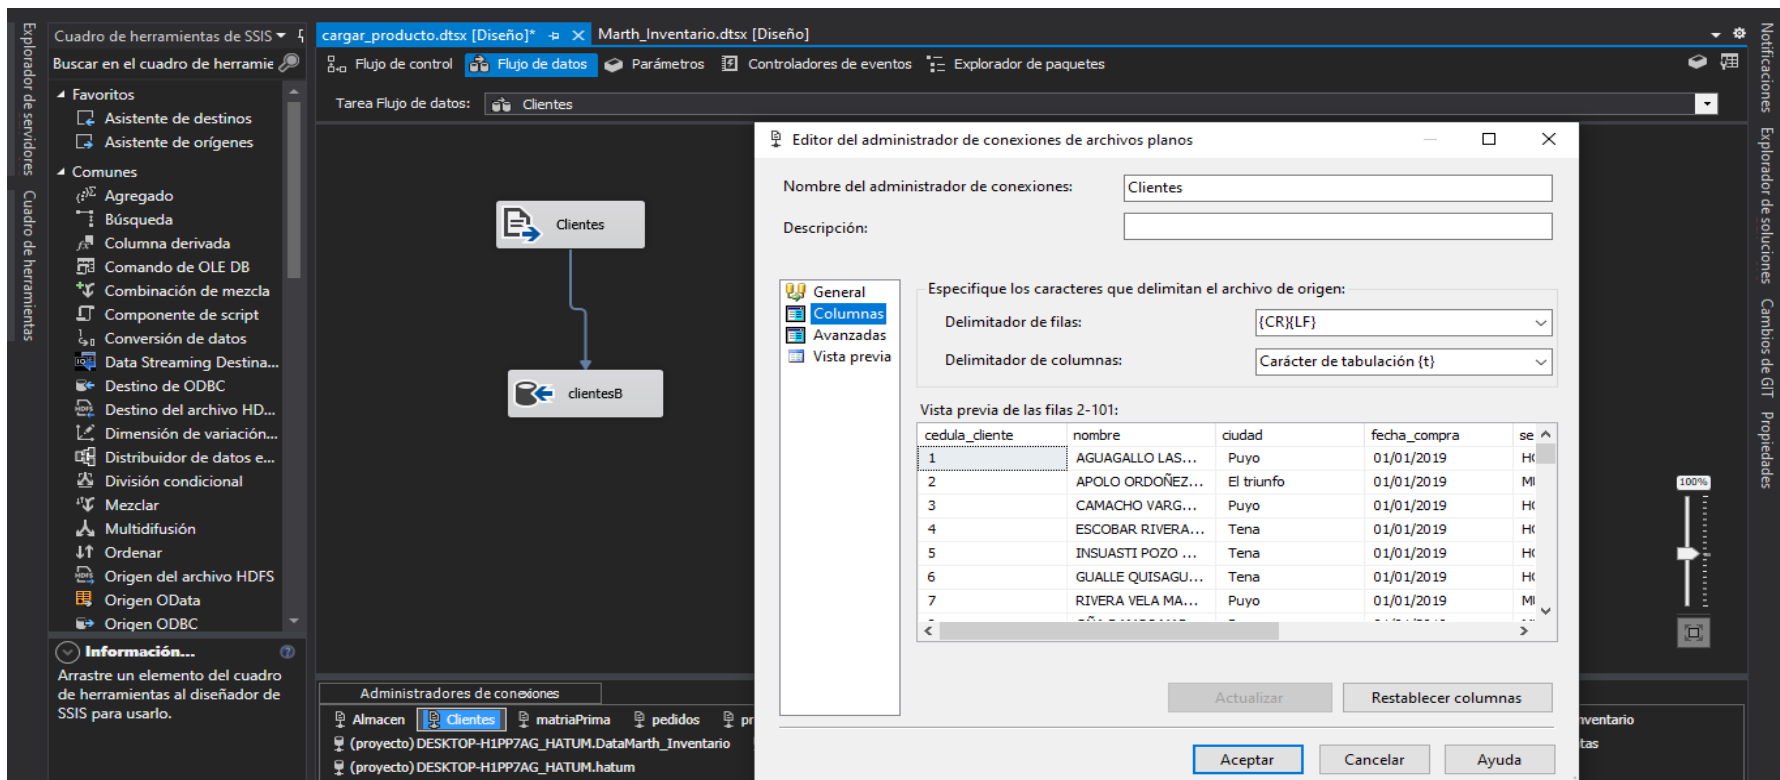 Explorador de servidores
Cuadro de herramientas
Cuadro de herramientas de SSIS
Buscar en el cuadro de herramie
Favoritos
Asistente de destinos
Asistente de orígenes
Comunes
Agregado
Búsqueda
Columna derivada
Comando de OLE DB
Combinación de mezcla
Componente de script
Conversión de datos
Data Streaming Destina...
Destino de ODBC
Destino del archivo HD...
Dimensión de variación...
Distribuidor de datos e...
División condicional
Mezclar
Multidifusión
Ordenar
Origen del archivo HDFS
Origen OData
Origen ODBC
Información...
Arrastre un elemento del cuadro
de herramientas al diseñador de
SSIS para usarlo.
cargar_producto.dtsx [Diseño]* Marth_Inventario.dtsx [Diseño]
Flujo de control Flujo de datos Parámetros Controladores de eventos Explorador de paquetes
Tarea Flujo de datos: Clientes
Clientes
clientesB
Administradores de conexiones
Almacen Clientes matriaPrima pedidos pr
(proyecto) DESKTOP-H1PP7AG_HATUM.DataMarth_Inventario
(proyecto) DESKTOP-H1PP7AG_HATUM.hatum
Editor del administrador de conexiones de archivos planos
Nombre del administrador de conexiones: Clientes
Descripción:
General
Columnas
Avanzadas
Vista previa
Especifique los caracteres que delimitan el archivo de origen:
Delimitador de filas: {CR}{LF}
Delimitador de columnas: Carácter de tabulación {t}
Vista previa de las filas 2-101:
cedula_cliente nombre ciudad fecha_compra se
1 AGUAGALLO LAS... Puyo 01/01/2019 HO
2 APOLO ORDOÑEZ... El triunfo 01/01/2019
3 CAMACHO VARG... Puyo 01/01/2019 HO
4 ESCOBAR RIVERA... Tena 01/01/2019 HO
5 INSUASTI POZO ... Tena 01/01/2019 HO
6 GUALLE QUISAGU... Tena 01/01/2019 HO
7 RIVERA VELA MA... Puyo 01/01/2019
Actualizar Restablecer columnas
Aceptar Cancelar Ayuda
nventario
tas
100%
Notificaciones
Explorador de soluciones
Cambios de GIT
Propiedades